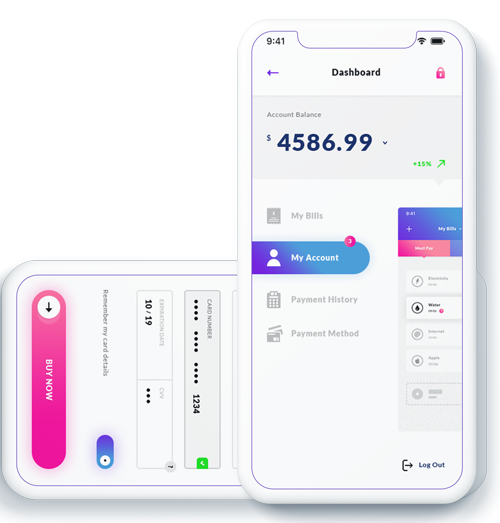 9:41
Dashboard
Account Balance
$ 4586.99
+15%
My Bills
My Account
3
Payment History
Payment Method
Log Out
9:41
+ My Bills
Must Pay
Electricity
Water
Internet
Apple
CARD NUMBER
•••• •••• •••• 1234
EXPIRATION DATE
10 / 19
CVV
•••
?
Remember my card details
BUY NOW